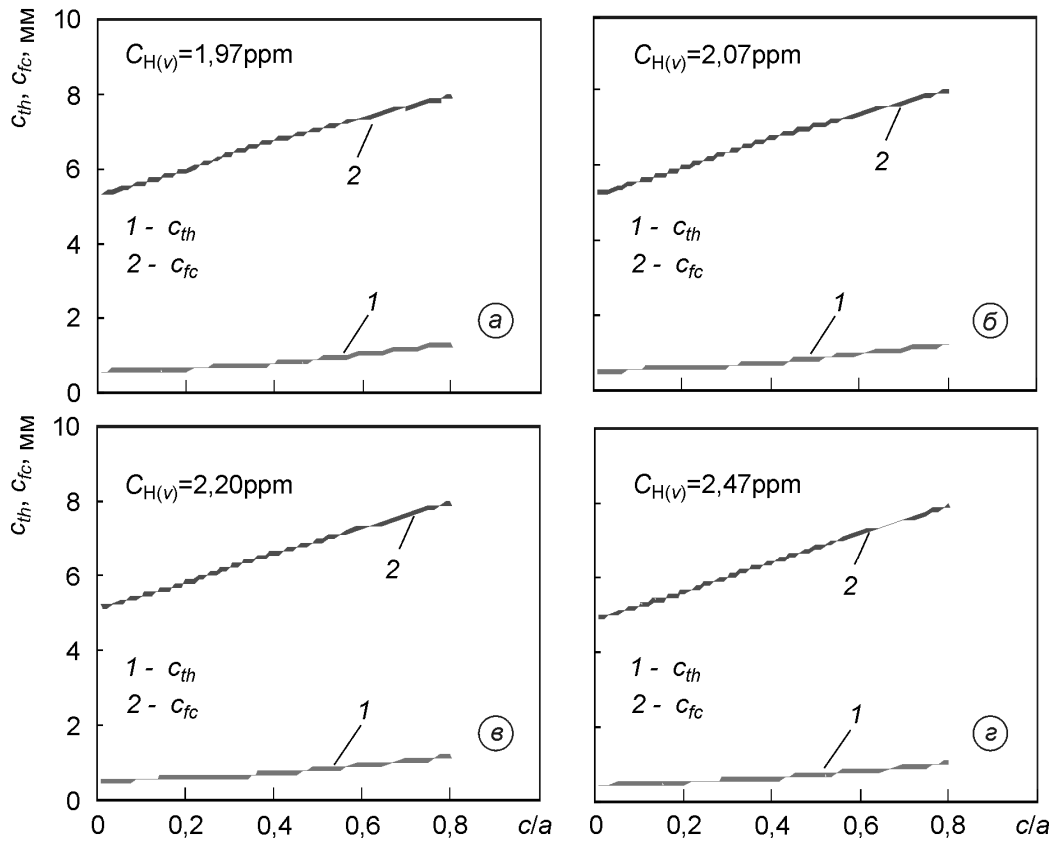 10
8
6
4
2
0
c_th, c_fc, мм
C_H(v)=1,97ppm
2
1 - c_th
2 - c_fc
1
а
C_H(v)=2,07ppm
2
1 - c_th
2 - c_fc
1
б
10
8
6
4
2
0
c_th, c_fc, мм
C_H(v)=2,20ppm
2
1 - c_th
2 - c_fc
1
в
0 0,2 0,4 0,6 0,8 c/a
C_H(v)=2,47ppm
2
1 - c_th
2 - c_fc
1
г
0 0,2 0,4 0,6 0,8 c/a